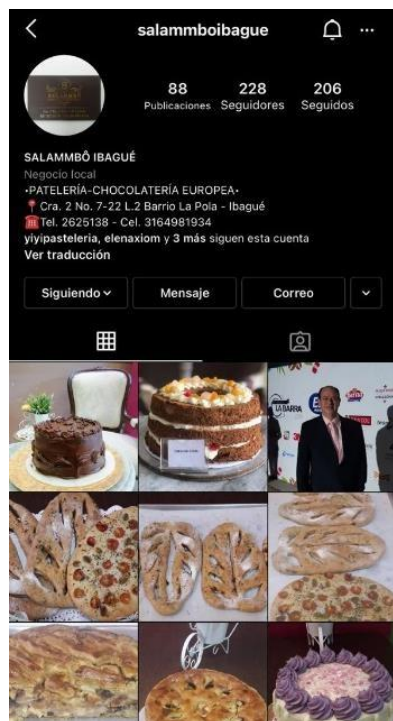 salammboibague
88 228 206
Publicaciones Seguidores Seguidos
SALAMMBÔ IBAGUÉ
Negocio local
•PATELERÍA-CHOCOLATERÍA EUROPEA•
📍Cra. 2 No. 7-22 L.2 Barrio La Pola - Ibagué
☎️Tel. 2625138 - Cel. 3164981934
yiyipasteleria, elenaxiom y 3 más siguen esta cuenta
Ver traducción
Siguiendo Mensaje Correo
LA BARRA